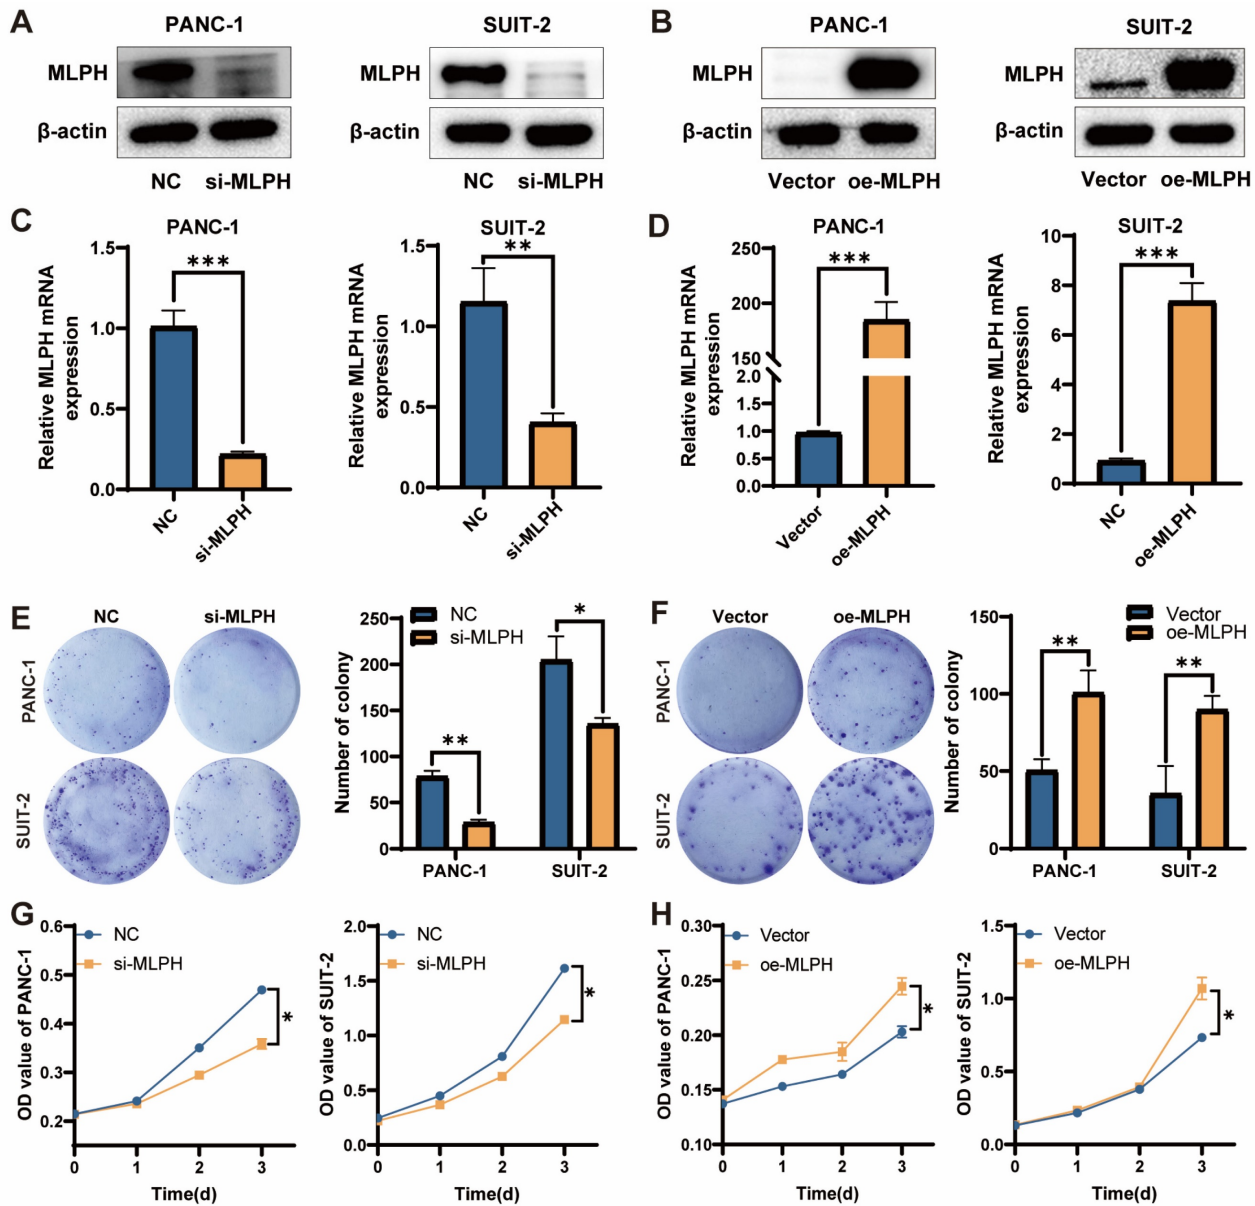 A
PANC-1
SUIT-2
MLPH
MLPH
β-actin
β-actin
NC si-MLPH
NC si-MLPH
B
PANC-1
SUIT-2
MLPH
MLPH
β-actin
β-actin
Vector oe-MLPH
Vector oe-MLPH
C
PANC-1
Relative MLPH mRNA
expression
1.5
1.0
0.5
0.0
***
NC
si-MLPH
SUIT-2
Relative MLPH mRNA
expression
1.5
1.0
0.5
0.0
**
NC
si-MLPH
D
PANC-1
Relative MLPH mRNA
expression
250
200
150
2.0
1.5
1.0
0.5
0.0
***
Vector
oe-MLPH
SUIT-2
Relative MLPH mRNA
expression
10
8
6
4
2
0
***
NC
oe-MLPH
E
NC
si-MLPH
PANC-1
SUIT-2
Number of colony
250
200
150
100
50
0
NC
si-MLPH
**
*
PANC-1
SUIT-2
F
Vector
oe-MLPH
PANC-1
SUIT-2
Number of colony
150
100
50
0
Vector
oe-MLPH
**
**
PANC-1
SUIT-2
G
OD value of PANC-1
0.6
0.5
0.4
0.3
0.2
NC
si-MLPH
*
0 1 2 3
Time(d)
OD value of SUIT-2
2.0
1.5
1.0
0.5
0.0
NC
si-MLPH
*
0 1 2 3
Time(d)
H
OD value of PANC-1
0.30
0.25
0.20
0.15
0.10
Vector
oe-MLPH
*
0 1 2 3
Time(d)
OD value of SUIT-2
1.5
1.0
0.5
0.0
Vector
oe-MLPH
*
0 1 2 3
Time(d)